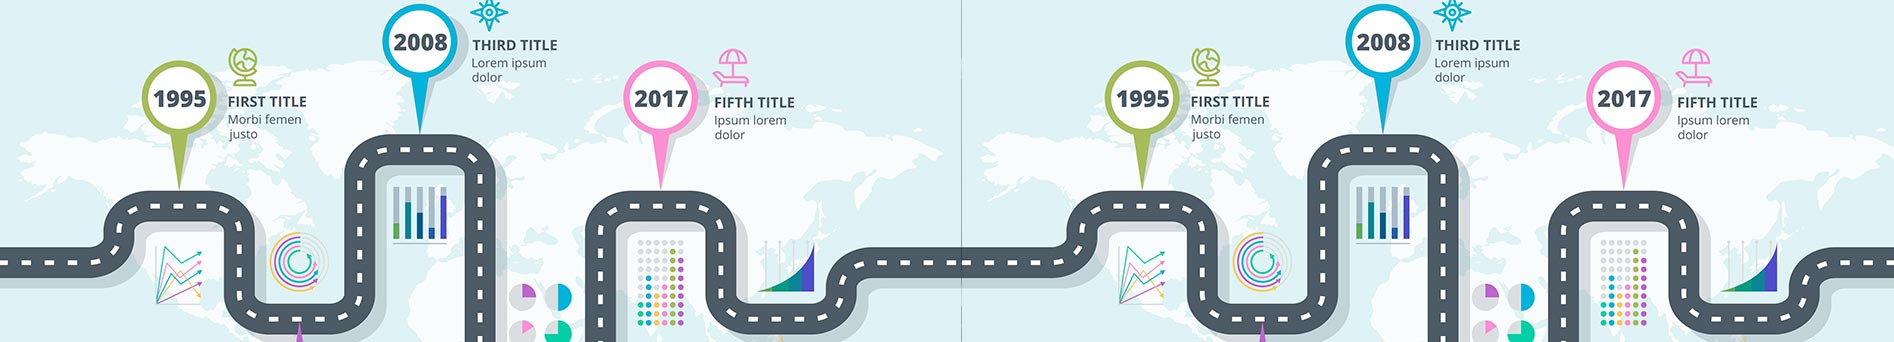 1995
FIRST TITLE
Morbi femen
justo
2008
THIRD TITLE
Lorem ipsum
dolor
2017
FIFTH TITLE
Ipsum lorem
dolor
1995
FIRST TITLE
Morbi femen
justo
2008
THIRD TITLE
Lorem ipsum
dolor
2017
FIFTH TITLE
Ipsum lorem
dolor